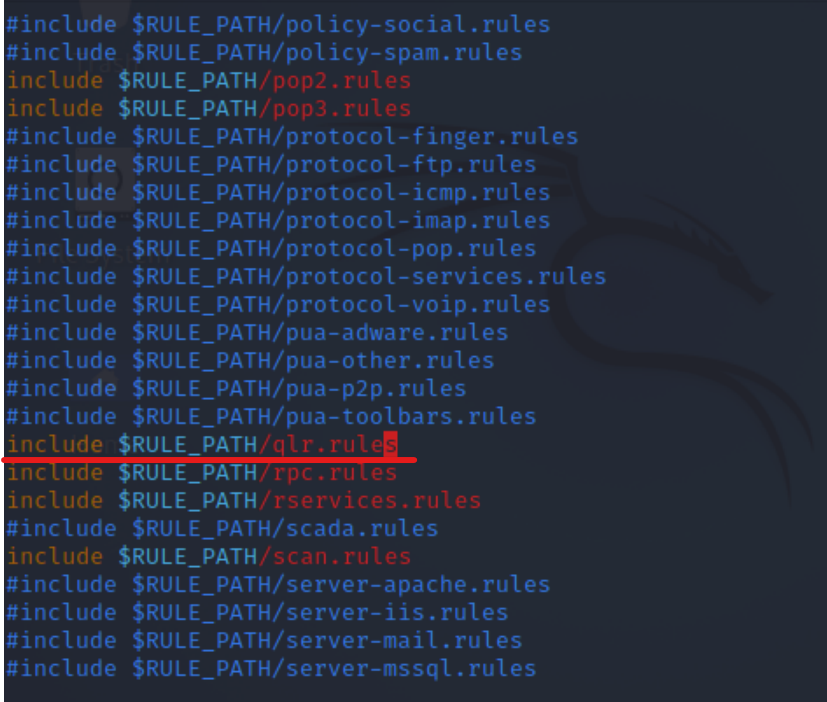 #include $RULE_PATH/policy-social.rules
#include $RULE_PATH/policy-spam.rules
include $RULE_PATH/pop2.rules
include $RULE_PATH/pop3.rules
#include $RULE_PATH/protocol-finger.rules
#include $RULE_PATH/protocol-ftp.rules
#include $RULE_PATH/protocol-icmp.rules
#include $RULE_PATH/protocol-imap.rules
#include $RULE_PATH/protocol-pop.rules
#include $RULE_PATH/protocol-services.rules
#include $RULE_PATH/protocol-voip.rules
#include $RULE_PATH/pua-adware.rules
#include $RULE_PATH/pua-other.rules
#include $RULE_PATH/pua-p2p.rules
#include $RULE_PATH/pua-toolbars.rules
include $RULE_PATH/qlr.rules
include $RULE_PATH/rpc.rules
include $RULE_PATH/rservices.rules
#include $RULE_PATH/scada.rules
include $RULE_PATH/scan.rules
#include $RULE_PATH/server-apache.rules
#include $RULE_PATH/server-iis.rules
#include $RULE_PATH/server-mail.rules
#include $RULE_PATH/server-mssql.rules